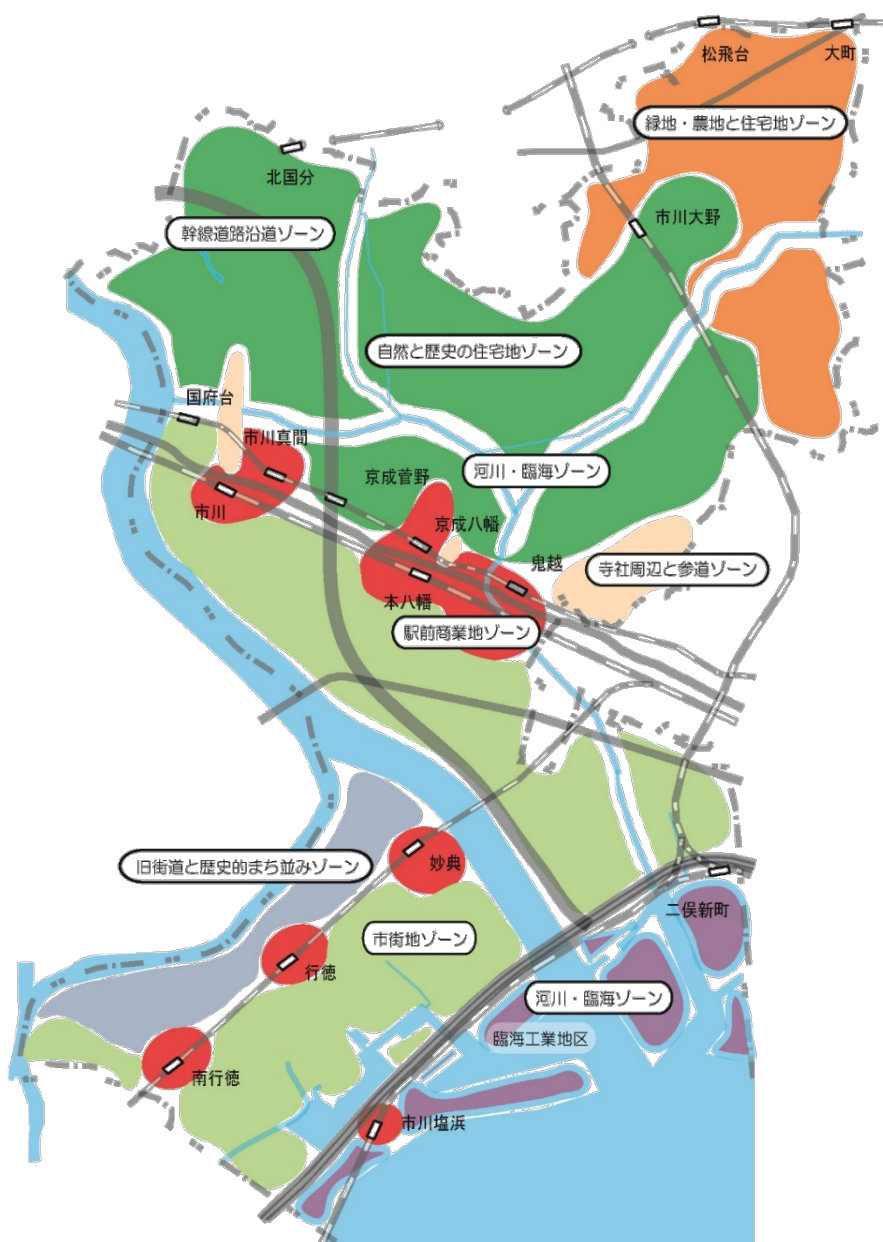 松飛台
大町
緑地・農地と住宅地ゾーン
北国分
市川大野
幹線道路沿道ゾーン
自然と歴史の住宅地ゾーン
国府台
市川真間
京成菅野
河川・臨海ゾーン
市川
京成八幡
鬼越
寺社周辺と参道ゾーン
本八幡
駅前商業地ゾーン
妙典
旧街道と歴史的まち並みゾーン
二俣新町
市街地ゾーン
行徳
河川・臨海ゾーン
臨海工業地区
南行徳
市川塩浜